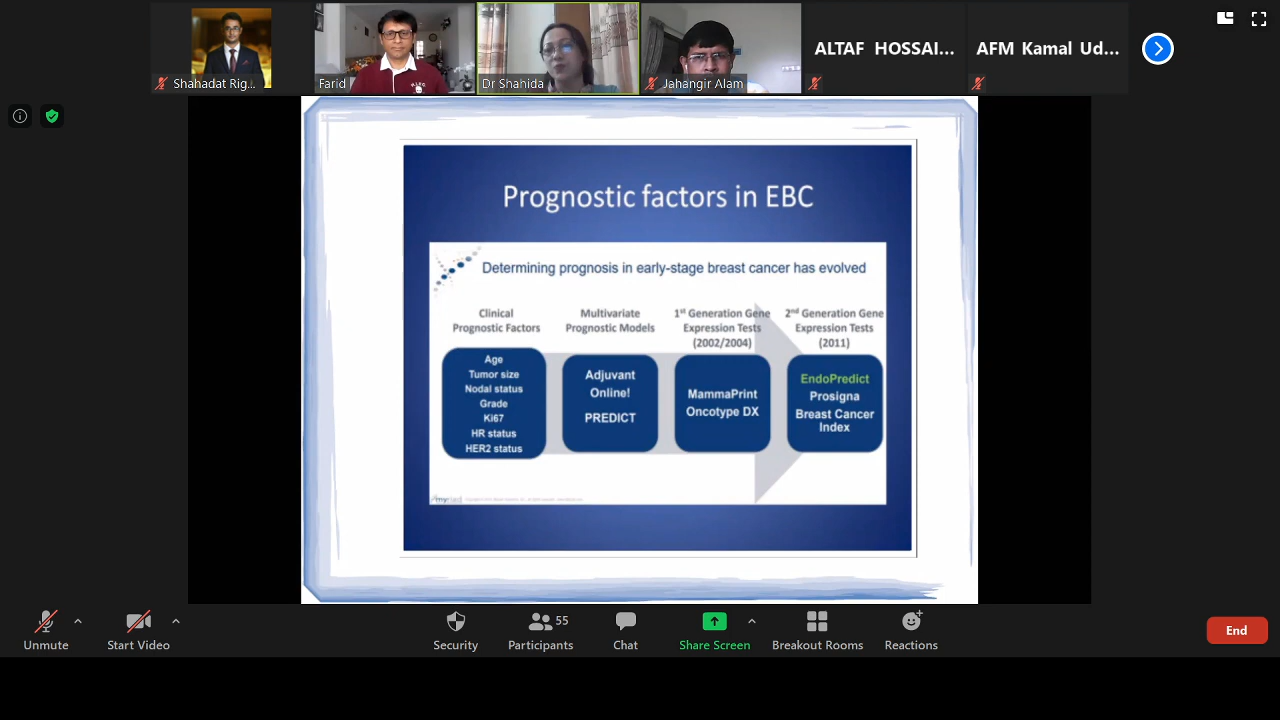 ALTAF HOSSAI...
AFM Kamal Ud...
Shahadat Rig...
Farid
Dr Shahida
Jahangir Alam
Prognostic factors in EBC
Determining prognosis in early-stage breast cancer has evolved
Clinical
Prognostic Factors
Age
Tumor size
Nodal status
Grade
Ki67
HR status
HER2 status
Multivariate
Prognostic Models
Adjuvant
Online!
PREDICT
1st Generation Gene
Expression Tests
(2002/2004)
MammaPrint
Oncotype DX
2nd Generation Gene
Expression Tests
(2011)
EndoPredict
Prosigna
Breast Cancer
Index
myriad
Unmute
Start Video
Security
Participants
55
Chat
Share Screen
Breakout Rooms
Reactions
End